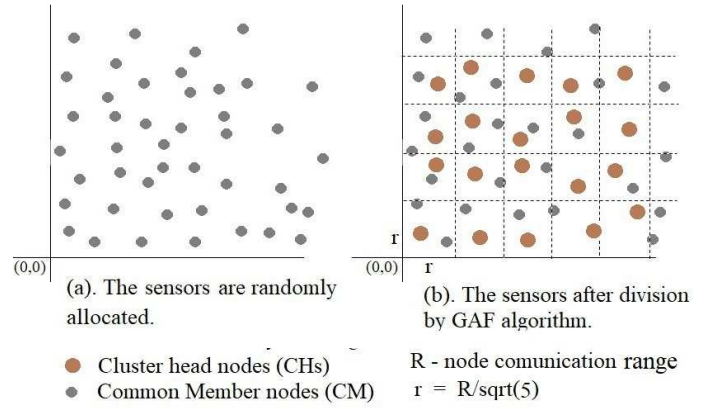 r
(0,0)
(0,0)
r
(a). The sensors are randomly
allocated.
(b). The sensors after division
by GAF algorithm.
Cluster head nodes (CHs)
Common Member nodes (CM)
R - node comunication range
r = R/sqrt(5)